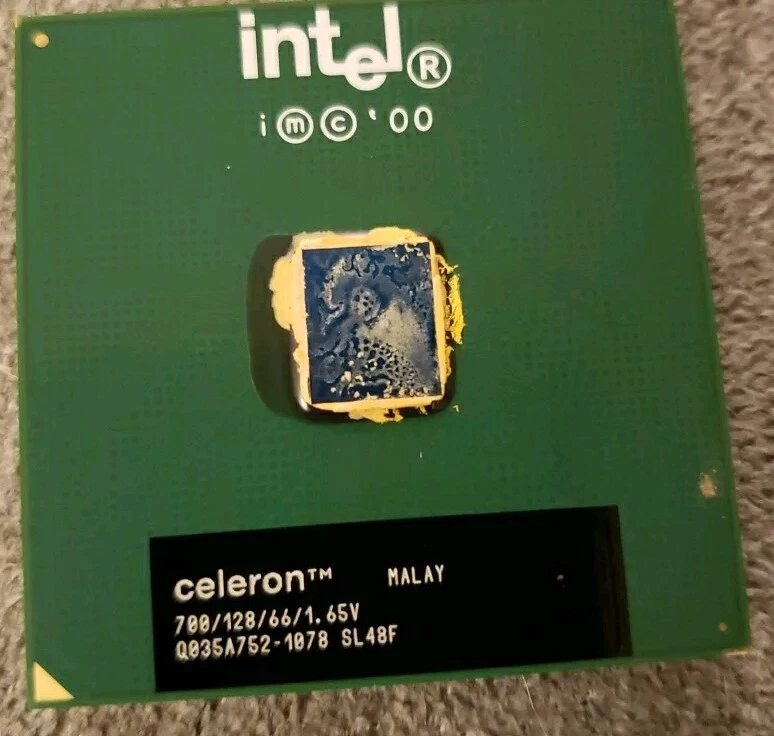 intel®
i ⓜ © '00
celeron™ MALAY
700/128/66/1.65V
Q035A752-1078 SL48F